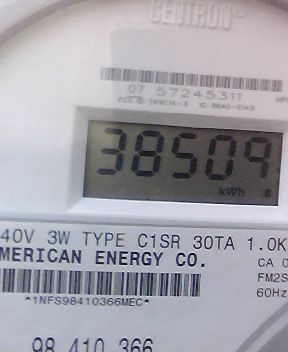 CENTRON®
07 57245311
38509
kWh
40V 3W TYPE C1SR 30TA 1.0K
MERICAN ENERGY CO.
CA 0
FM2S
60Hz
*1NFS98410366MEC*
98 410 366